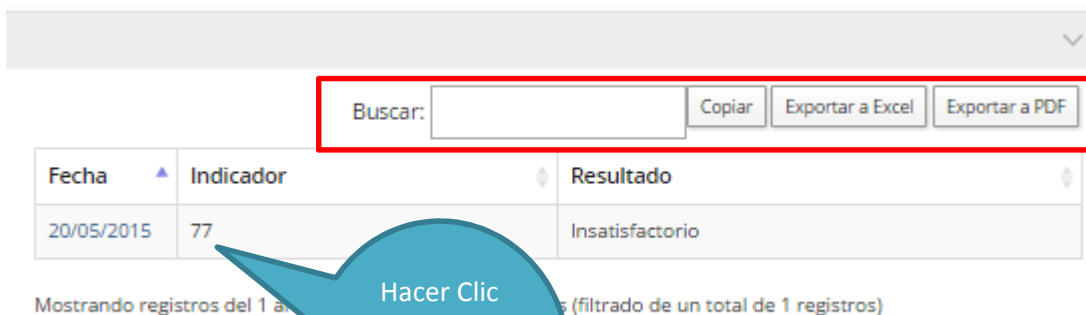 Buscar: Copiar Exportar a Excel Exportar a PDF
Fecha Indicador Resultado
20/05/2015 77 Insatisfactorio
Hacer Clic
Mostrando registros del 1 (filtrado de un total de 1 registros)